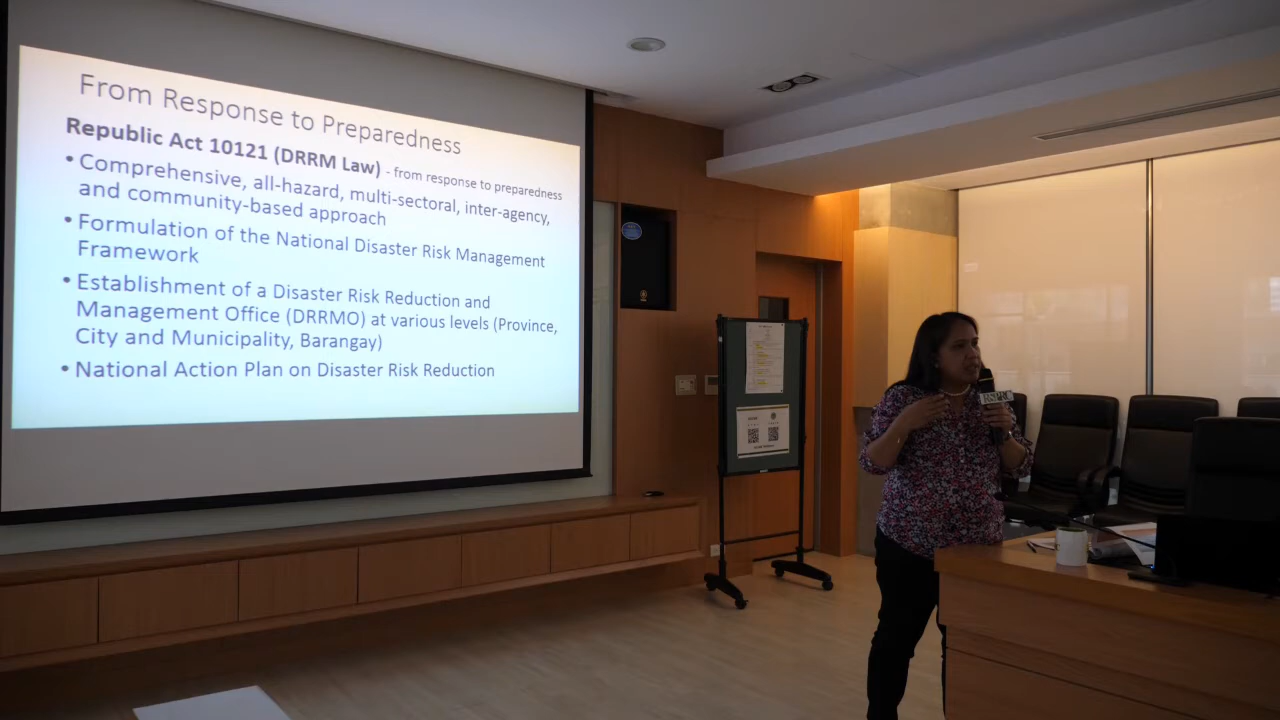 From Response to Preparedness
Republic Act 10121 (DRRM Law) - from response to preparedness
• Comprehensive, all-hazard, multi-sectoral, inter-agency,
and community-based approach
• Formulation of the National Disaster Risk Management
Framework
• Establishment of a Disaster Risk Reduction and
Management Office (DRRMO) at various levels (Province,
City and Municipality, Barangay)
• National Action Plan on Disaster Risk Reduction